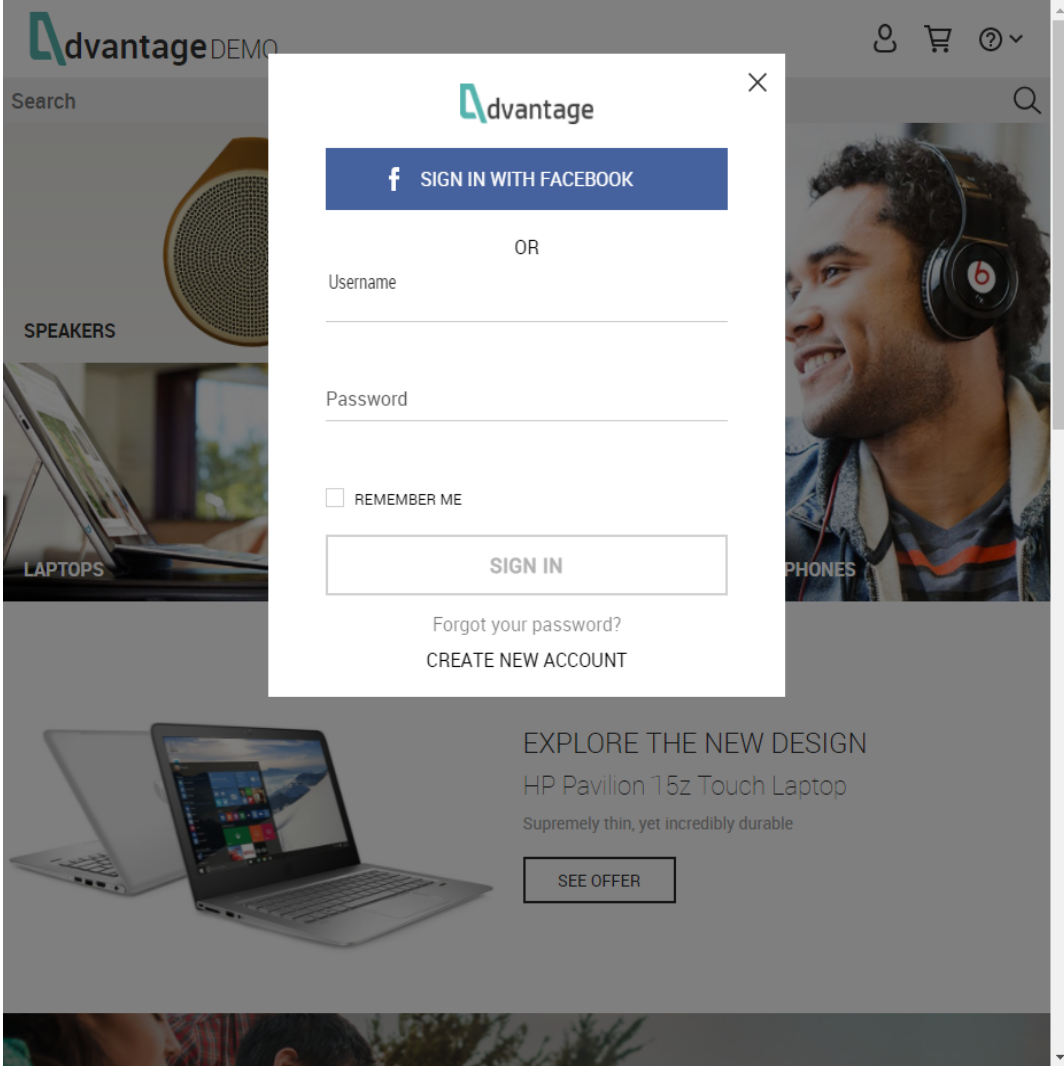 dvantage DEMO
Search
dvantage
SIGN IN WITH FACEBOOK
OR
Username
SPEAKERS
Password
REMEMBER ME
SIGN IN
LAPTOPS
PHONES
Forgot your password?
CREATE NEW ACCOUNT
EXPLORE THE NEW DESIGN
HP Pavilion 15z Touch Laptop
Supremely thin, yet incredibly durable
SEE OFFER